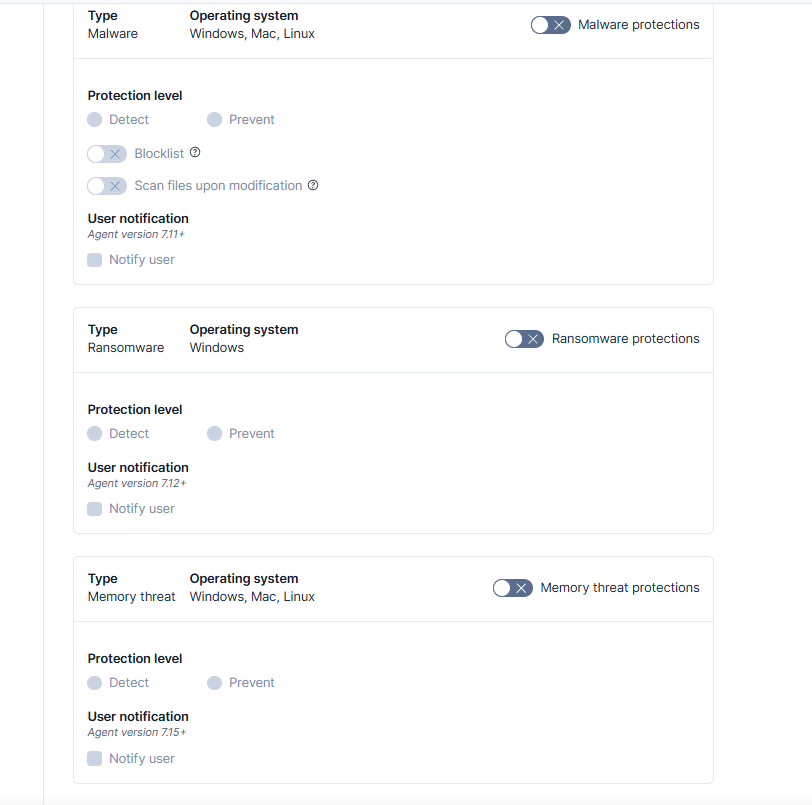 Type Operating system
Malware Windows, Mac, Linux Malware protections
Protection level
Detect Prevent
Blocklist
Scan files upon modification
User notification
Agent version 7.11+
Notify user
Type Operating system
Ransomware Windows Ransomware protections
Protection level
Detect Prevent
User notification
Agent version 7.12+
Notify user
Type Operating system
Memory threat Windows, Mac, Linux Memory threat protections
Protection level
Detect Prevent
User notification
Agent version 7.15+
Notify user